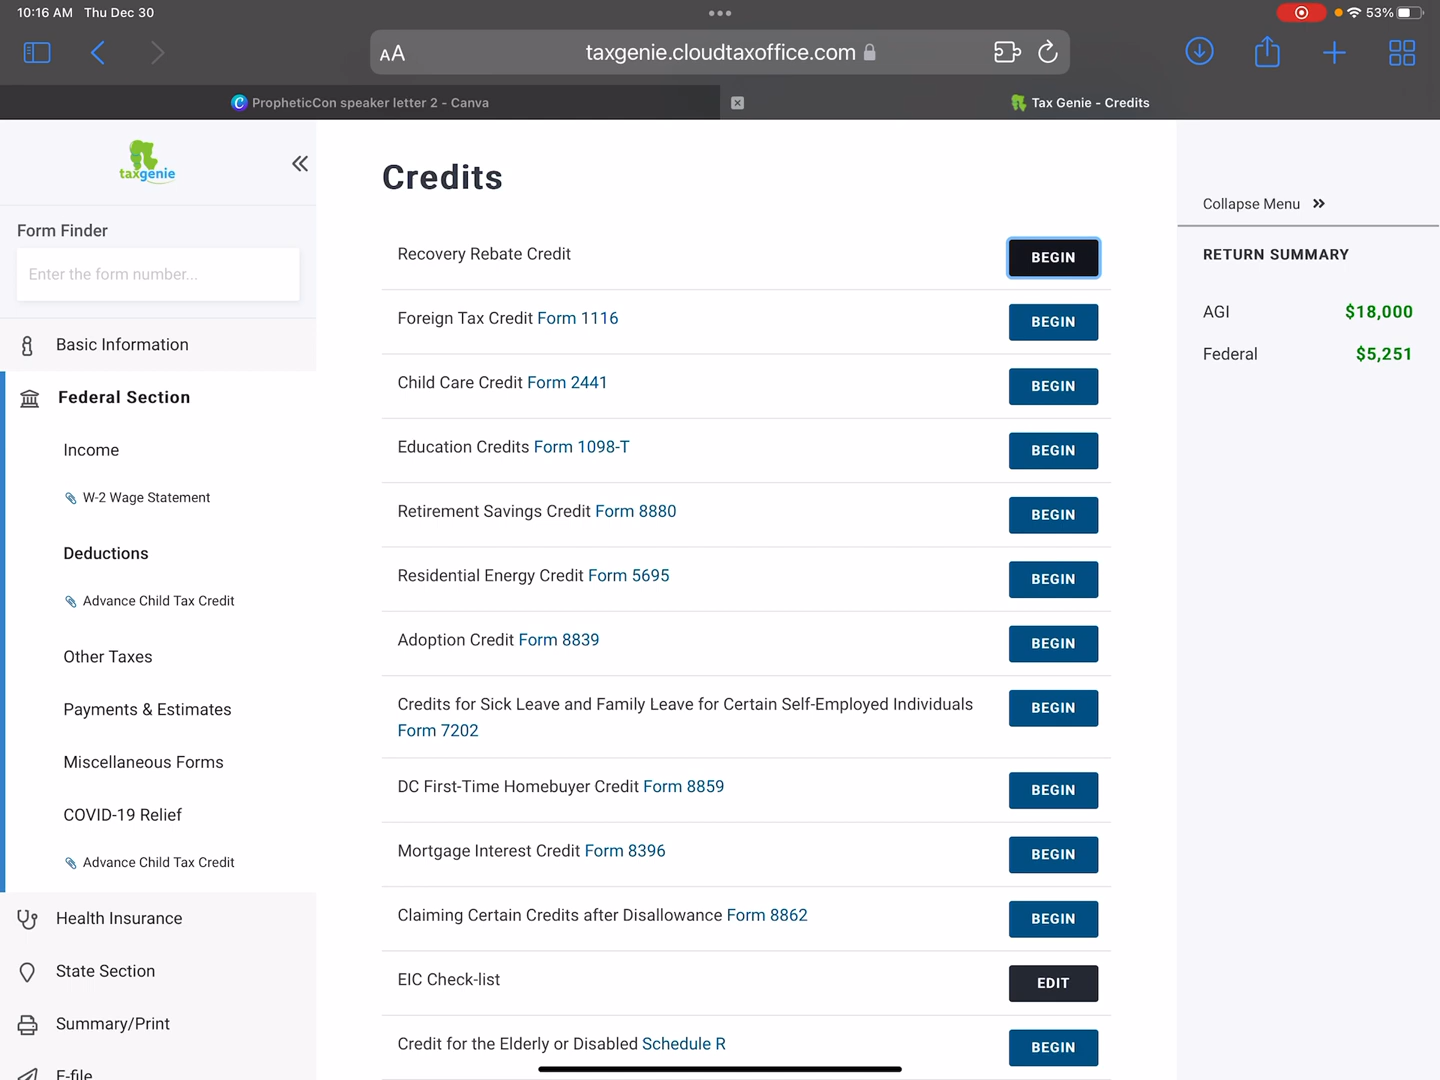 10:16 AM Thu Dec 30
53%
AA
taxgenie.cloudtaxoffice.com
PropheticCon speaker letter 2 - Canva
Tax Genie - Credits
taxgenie
Form Finder
Enter the form number...
Basic Information
Federal Section
Income
W-2 Wage Statement
Deductions
Advance Child Tax Credit
Other Taxes
Payments & Estimates
Miscellaneous Forms
COVID-19 Relief
Advance Child Tax Credit
Health Insurance
State Section
Summary/Print
E-file
Credits
Recovery Rebate Credit BEGIN
Foreign Tax Credit Form 1116 BEGIN
Child Care Credit Form 2441 BEGIN
Education Credits Form 1098-T BEGIN
Retirement Savings Credit Form 8880 BEGIN
Residential Energy Credit Form 5695 BEGIN
Adoption Credit Form 8839 BEGIN
Credits for Sick Leave and Family Leave for Certain Self-Employed Individuals BEGIN
Form 7202
DC First-Time Homebuyer Credit Form 8859 BEGIN
Mortgage Interest Credit Form 8396 BEGIN
Claiming Certain Credits after Disallowance Form 8862 BEGIN
EIC Check-list EDIT
Credit for the Elderly or Disabled Schedule R BEGIN
Collapse Menu
RETURN SUMMARY
AGI $18,000
Federal $5,251